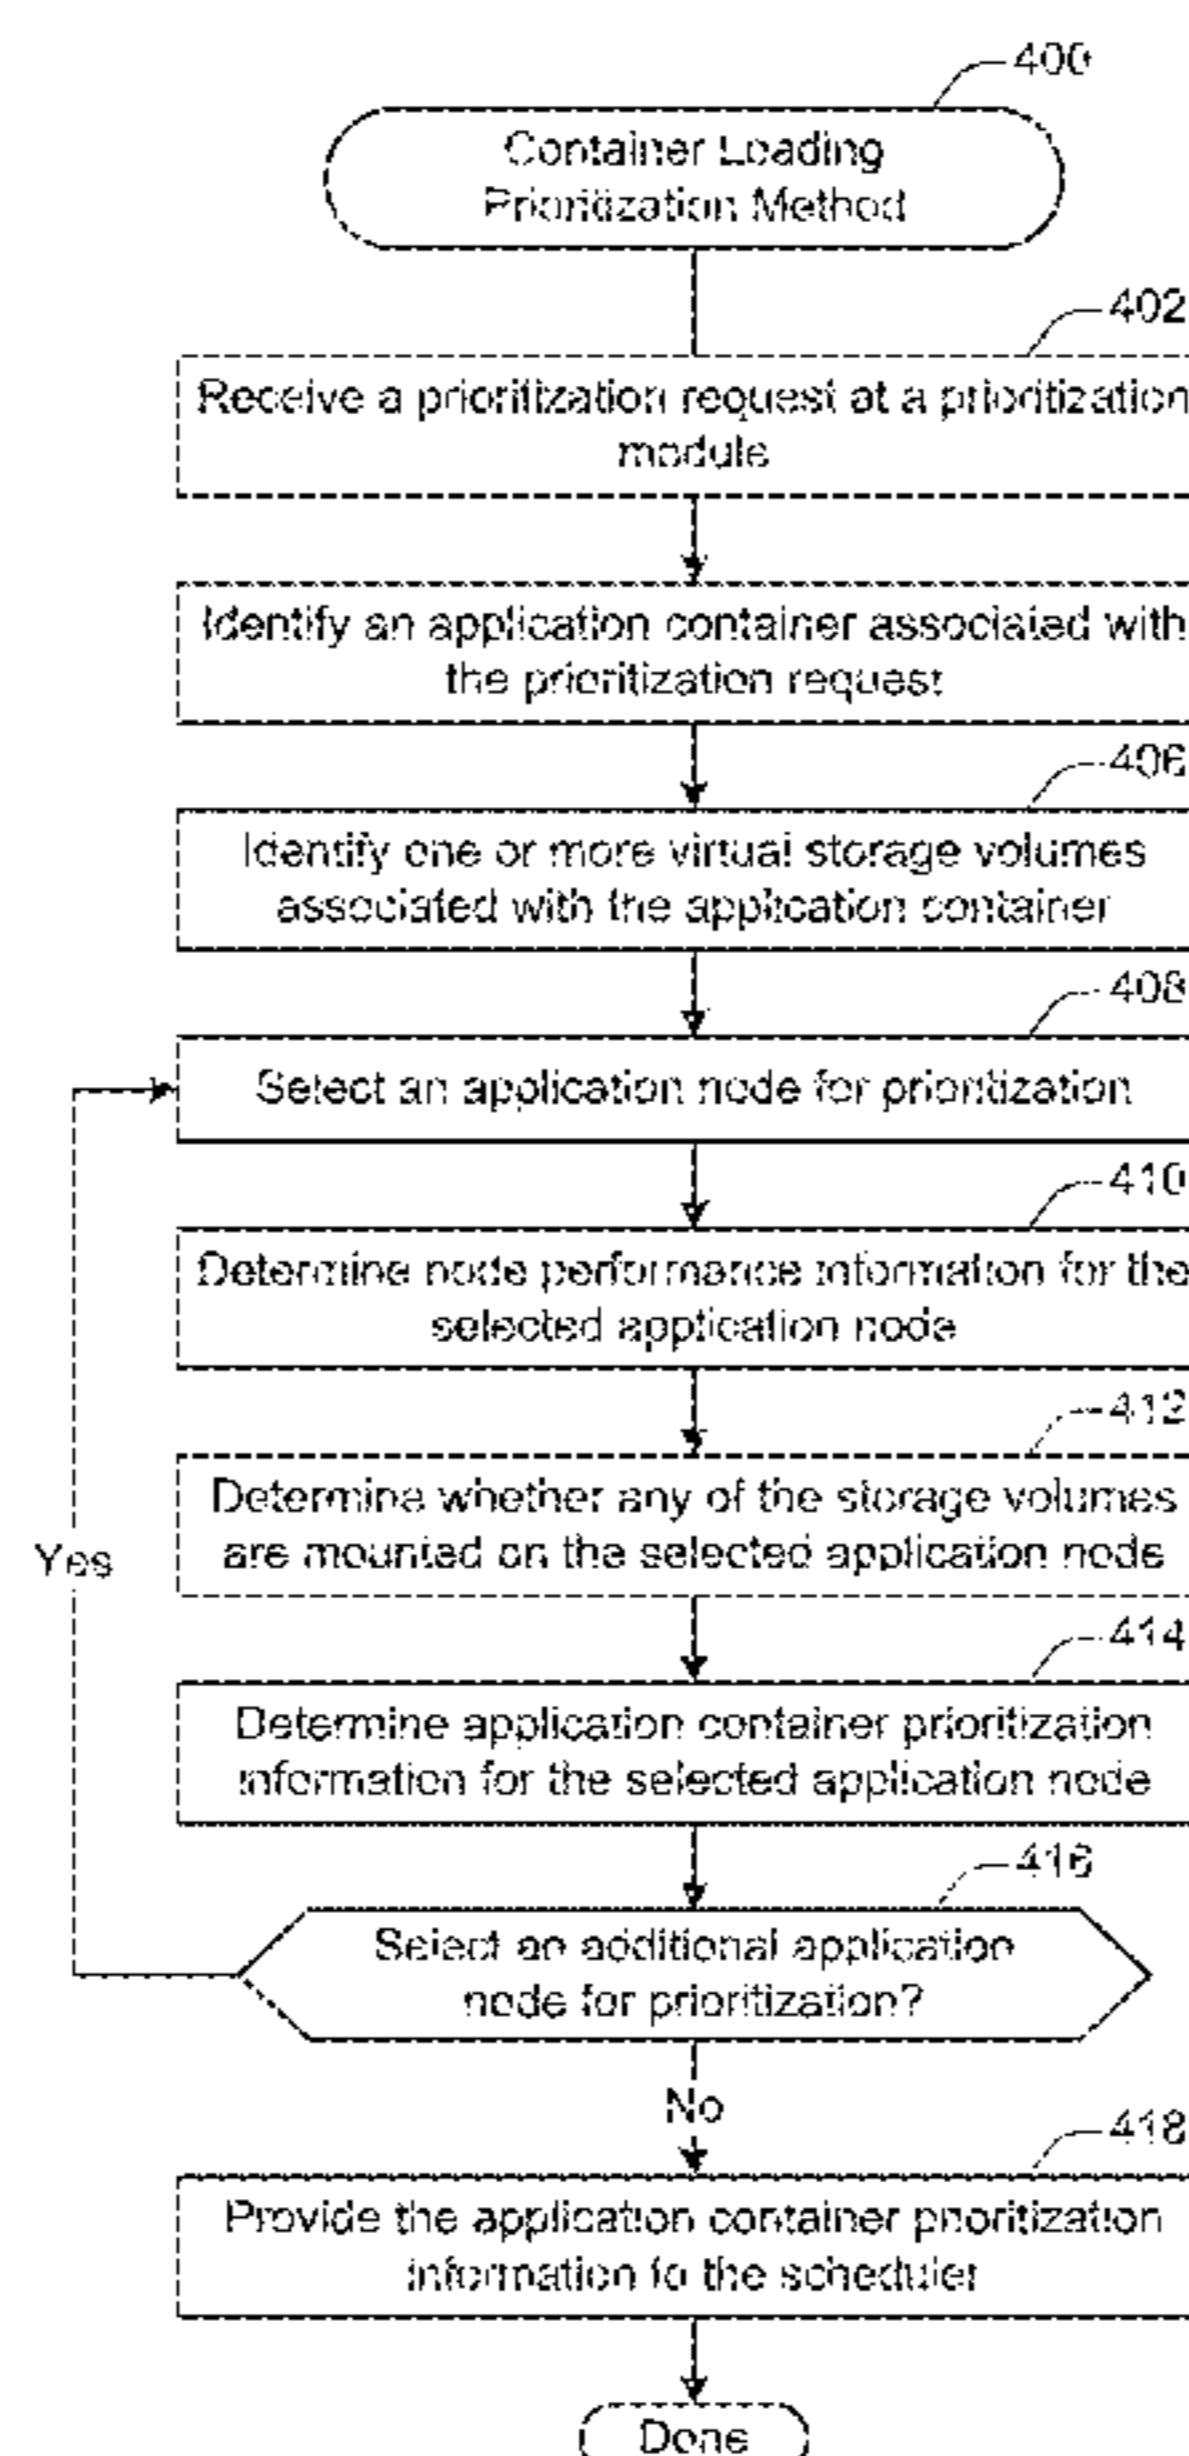 400
Container Loading
Prioritization Method
402
Receive a prioritization request at a prioritization
module
Identify an application container associated with
the prioritization request
406
Identify one or more virtual storage volumes
associated with the application container
408
Select an application node for prioritization
410
Determine node performance information for the
selected application node
412
Determine whether any of the storage volumes
are mounted on the selected application node
Yes
414
Determine application container prioritization
information for the selected application node
416
Select an additional application
node for prioritization?
No
418
Provide the application container prioritization
information to the scheduler
Done